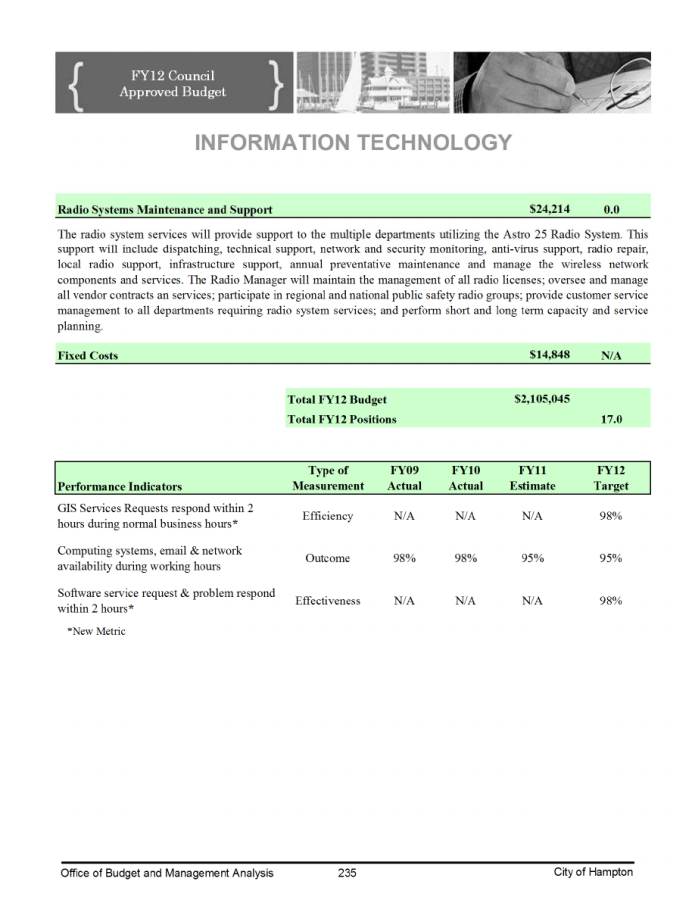 FY12 Council
Approved Budget
INFORMATION TECHNOLOGY
Radio Systems Maintenance and Support $24,214 0.0
The radio system services will provide support to the multiple departments utilizing the Astro 25 Radio System. This
support will include dispatching, technical support, network and security monitoring, anti-virus support, radio repair,
local radio support, infrastructure support, annual preventative maintenance and manage the wireless network
components and services. The Radio Manager will maintain the management of all radio licenses; oversee and manage
all vendor contracts an services; participate in regional and national public safety radio groups; provide customer service
management to all departments requiring radio system services; and perform short and long term capacity and service
planning.
Fixed Costs $14,848 N/A
Total FY12 Budget $2,105,045
Total FY12 Positions 17.0
Type of FY09 FY10 FY11 FY12
Performance Indicators Measurement Actual Actual Estimate Target
GIS Services Requests respond within 2
hours during normal business hours* Efficiency N/A N/A N/A 98%
Computing systems, email & network
availability during working hours Outcome 98% 98% 95% 95%
Software service request & problem respond
within 2 hours* Effectiveness N/A N/A N/A 98%
*New Metric
Office of Budget and Management Analysis 235 City of Hampton